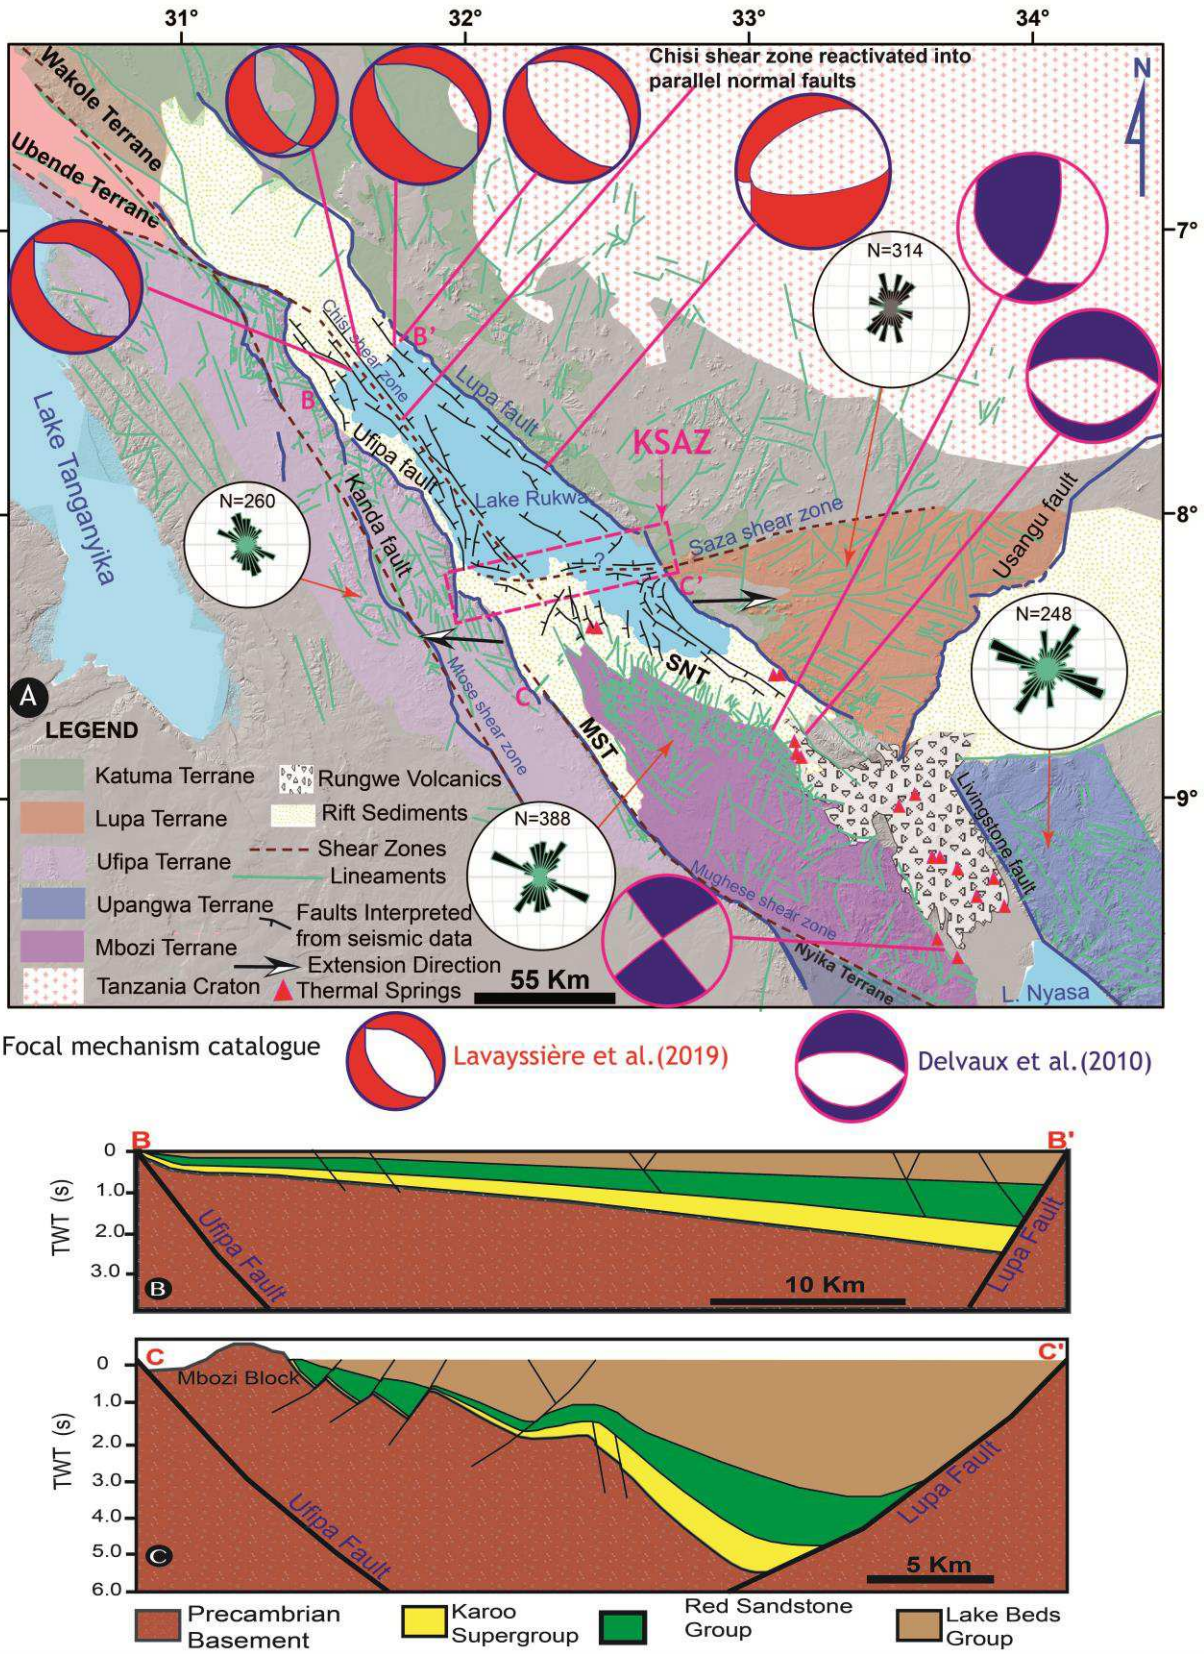 31°
32°
33°
34°
Chisi shear zone reactivated into
parallel normal faults
N
Wakole Terrane
Ubende Terrane
7°
N=314
Chisi shear zone
B'
B
Lupa fault
Ufipa fault
KSAZ
Lake Tanganyika
Kanda fault
Lake Rukwa
N=260
Saza shear zone
8°
Usangu fault
?
C'
N=248
SNT
Mtose shear zone
C
MST
A
LEGEND
Katuma Terrane
Rungwe Volcanics
Lupa Terrane
Rift Sediments
Ufipa Terrane
Shear Zones
Lineaments
Upangwa Terrane
Faults Interpreted
from seismic data
Mbozi Terrane
Extension Direction
Tanzania Craton
Thermal Springs
N=388
9°
Livingstone fault
Mughese shear zone
Nyika Terrane
55 Km
L. Nyasa
Focal mechanism catalogue
Lavayssière et al.(2019)
Delvaux et al.(2010)
B
B'
0
1.0
2.0
3.0
TWT (s)
Ufipa Fault
Lupa Fault
10 Km
B
C
C'
0
1.0
2.0
3.0
4.0
5.0
6.0
TWT (s)
Mbozi Block
Ufipa Fault
Lupa Fault
5 Km
C
Precambrian
Basement
Karoo
Supergroup
Red Sandstone
Group
Lake Beds
Group